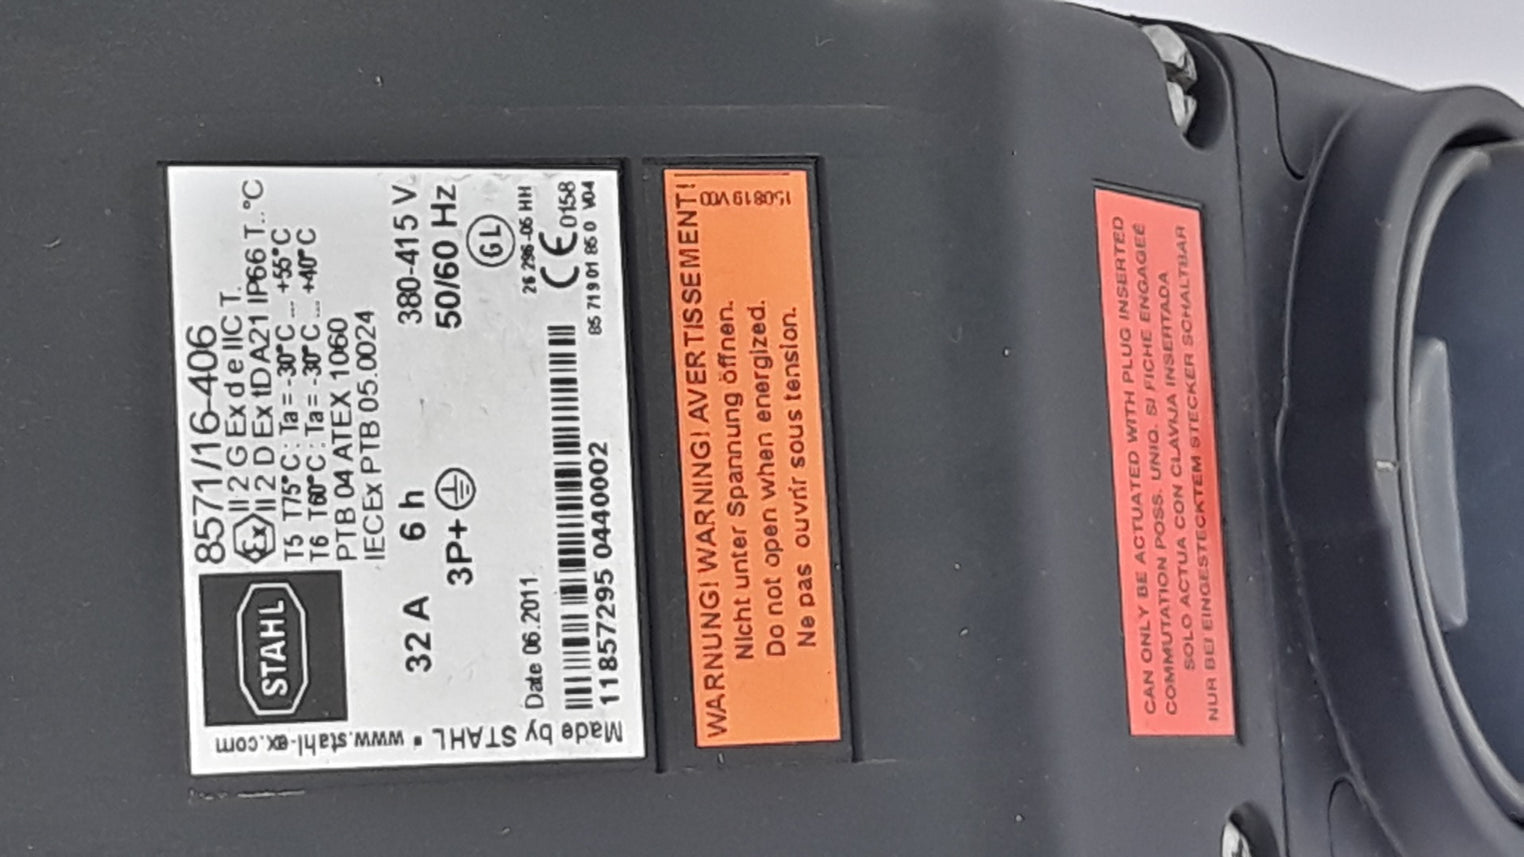 STAHL
8571/16-406
Ex II 2 G Ex d e IIC T.
II 2 D Ex tD A21 IP66 T..°C
T5 T75°C: Ta = -30°C ... +55°C
T6 T60°C: Ta = -30°C ... +40°C
PTB 04 ATEX 1060
IECEx PTB 05.0024
32 A 6 h 380-415 V
3P+ 50/60 Hz
GL
Date 06.2011 26 296-05 HH
CE 0158
11857295 0440002
85 719 01 85 0 V04
Made by STAHL ▪ www.stahl-ex.com
WARNUNG! WARNING! AVERTISSEMENT!
Nicht unter Spannung öffnen.
Do not open when energized.
Ne pas ouvrir sous tension.
150819 V00
CAN ONLY BE ACTUATED WITH PLUG INSERTED
COMMUTATION POSS. UNIQ. SI FICHE ENGAGEÉ
SOLO ACTUA CON CLAVIJA INSERTADA
NUR BEI EINGESTECKTEM STECKER SCHALTBAR